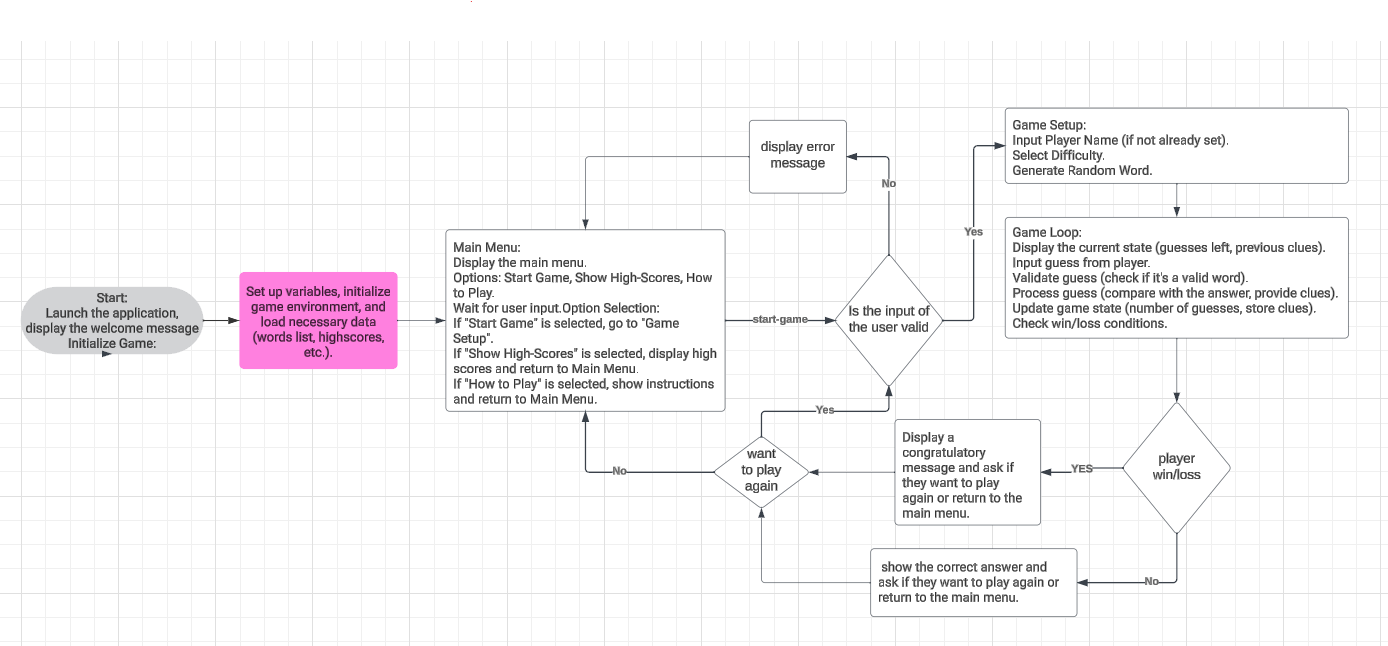 Start:
Launch the application,
display the welcome message
Initialize Game:
Set up variables, initialize
game environment, and
load necessary data
(words list, highscores,
etc.).
Main Menu:
Display the main menu.
Options: Start Game, Show High-Scores, How
to Play.
Wait for user input.Option Selection:
If "Start Game" is selected, go to "Game
Setup".
If "Show High-Scores" is selected, display high
scores and return to Main Menu.
If "How to Play" is selected, show instructions
and return to Main Menu.
start-game
display error
message
No
Is the input of
the user valid
Yes
Game Setup:
Input Player Name (if not already set).
Select Difficulty.
Generate Random Word.
Game Loop:
Display the current state (guesses left, previous clues).
Input guess from player.
Validate guess (check if it's a valid word).
Process guess (compare with the answer, provide clues).
Update game state (number of guesses, store clues).
Check win/loss conditions.
player
win/loss
YES
Display a
congratulatory
message and ask if
they want to play
again or return to the
main menu.
No
show the correct answer and
ask if they want to play again or
return to the main menu.
want
to play
again
Yes
No